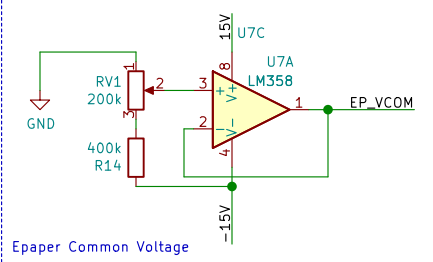 15V
U7C
1
8
U7A
RV1
2
3
+
V+
LM358
200k
1
EP_VCOM
GND
3
2
-
V-
400k
4
R14
-15V
Epaper Common Voltage